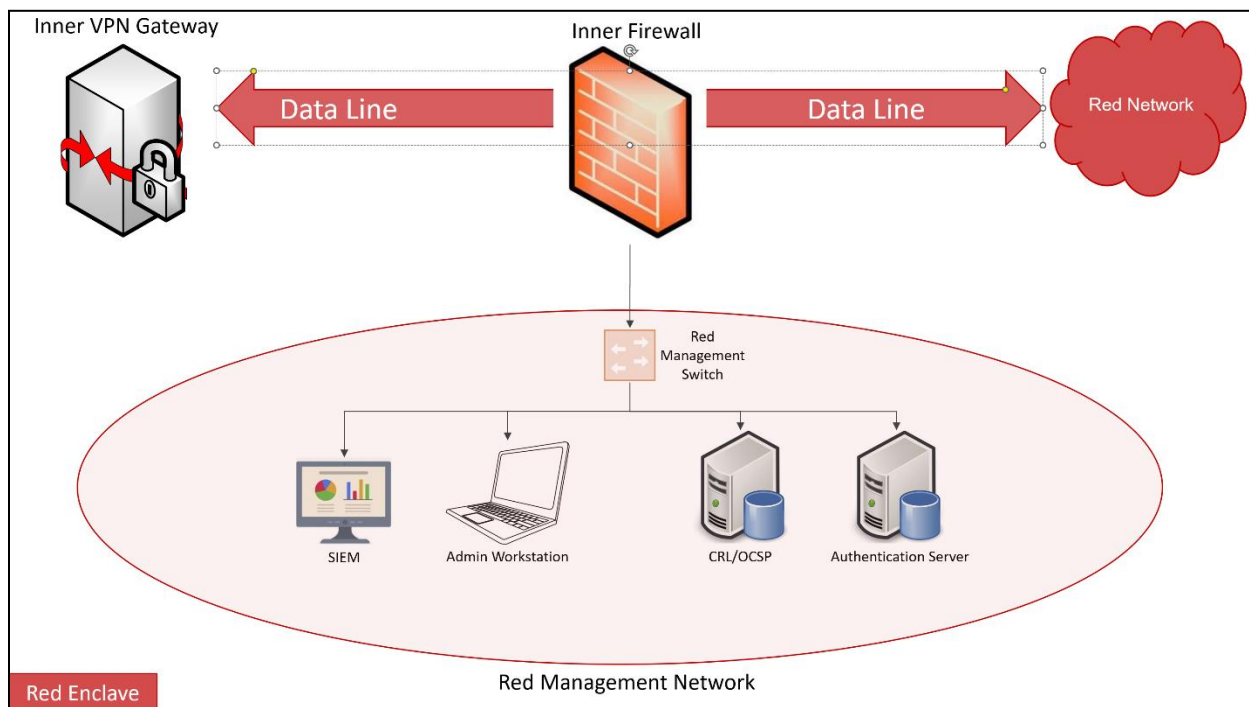 Inner VPN Gateway
Inner Firewall
Data Line
Data Line
Red Network
Red
Management
Switch
SIEM
Admin Workstation
CRL/OCSP
Authentication Server
Red Management Network
Red Enclave